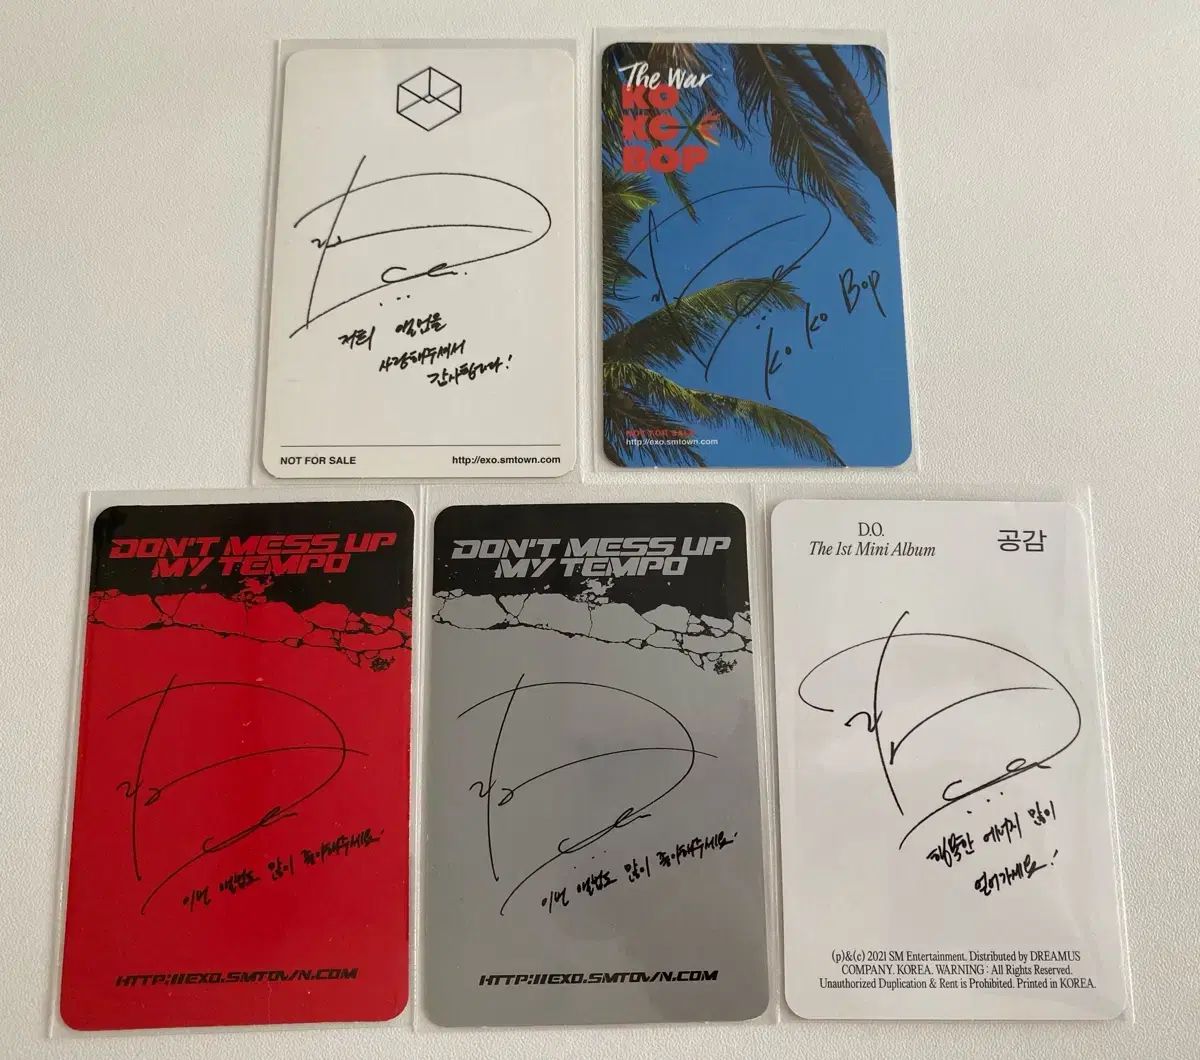 저희 앨범을
사랑해주셔서
감사합니다!
NOT FOR SALE
http://exo.smtown.com
The War
KO
KO
BOP
Ko Ko Bop
NOT FOR SALE
http://exo.smtown.com
DON'T MESS UP
MY TEMPO
이번 앨범도 많이 좋아해주세요!
HTTP://EXO.SMTOWN.COM
DON'T MESS UP
MY TEMPO
이번 앨범도 많이 좋아해주세요!
HTTP://EXO.SMTOWN.COM
D.O.
The 1st Mini Album
공감
행복한 에너지 많이
얻어가세요!
(p)&(c) 2021 SM Entertainment. Distributed by DREAMUS
COMPANY. KOREA. WARNING : All Rights Reserved.
Unauthorized Duplication & Rent is Prohibited. Printed in KOREA.